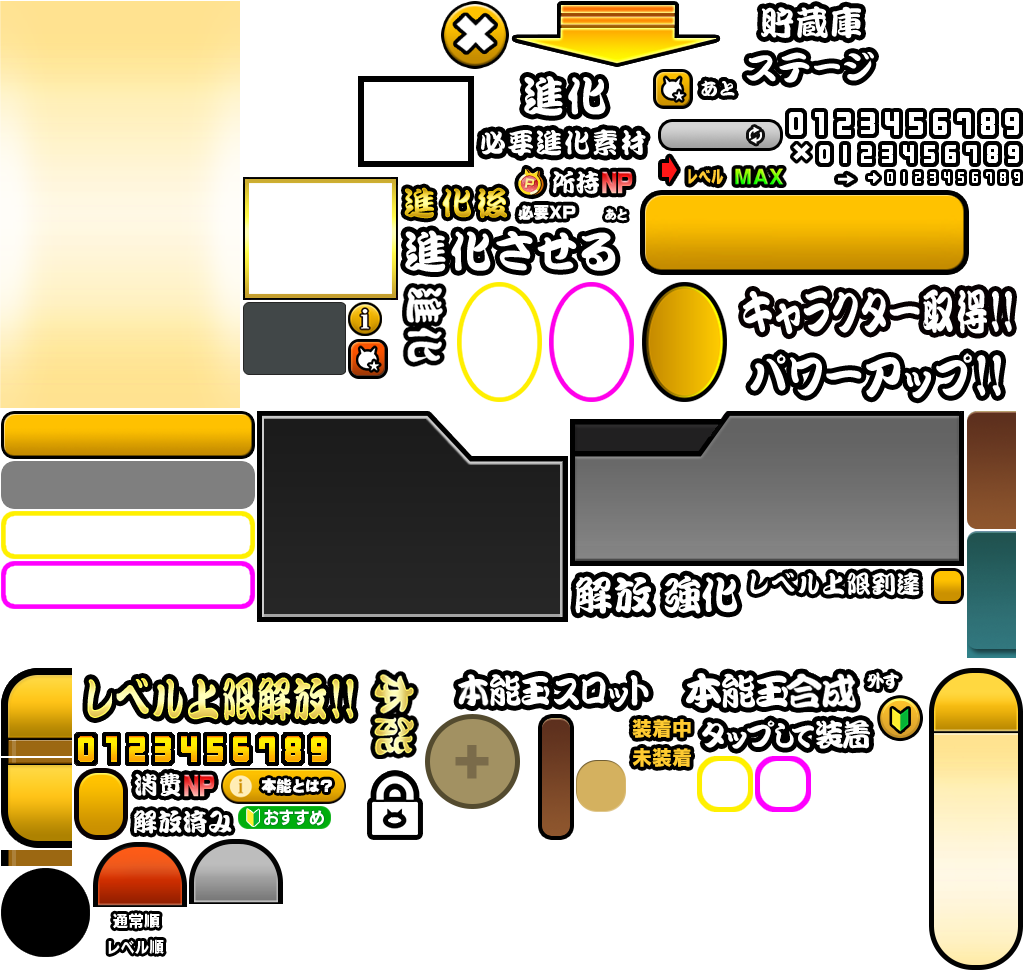 貯蔵庫
ステージ
進化
あと
必要進化素材
0123456789
×0123456789
レベル MAX
→ →0123456789
所持NP
進化後
必要XP あと
進化させる
進化
i
キャラクター取得!!
パワーアップ!!
解放 強化
レベル上限到達
レベル上限解放!!
本能
本能玉スロット
本能玉合成
外す
装着中
タップして装着
未装着
0123456789
消費NP
i 本能とは?
解放済み
おすすめ
通常順
レベル順